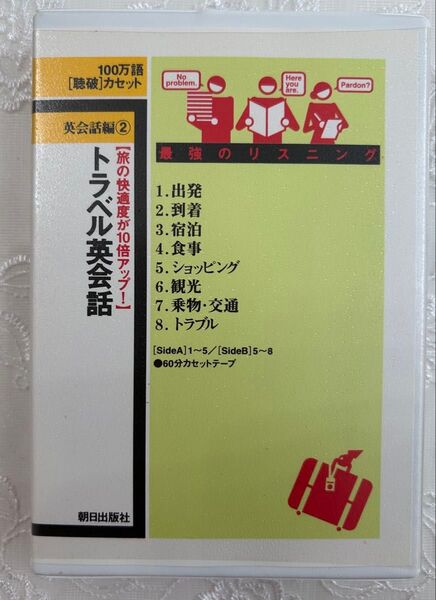 100万語
[聴破]カセット
英会話編②
【旅の快適度が10倍アップ!】
トラベル英会話
朝日出版社
No
problem.
Here
you
are.
Pardon?
最強のリスニング
1.出発
2.到着
3.宿泊
4.食事
5.ショッピング
6.観光
7.乗物・交通
8.トラブル
[SideA]1〜5/[SideB]5〜8
●60分カセットテープ